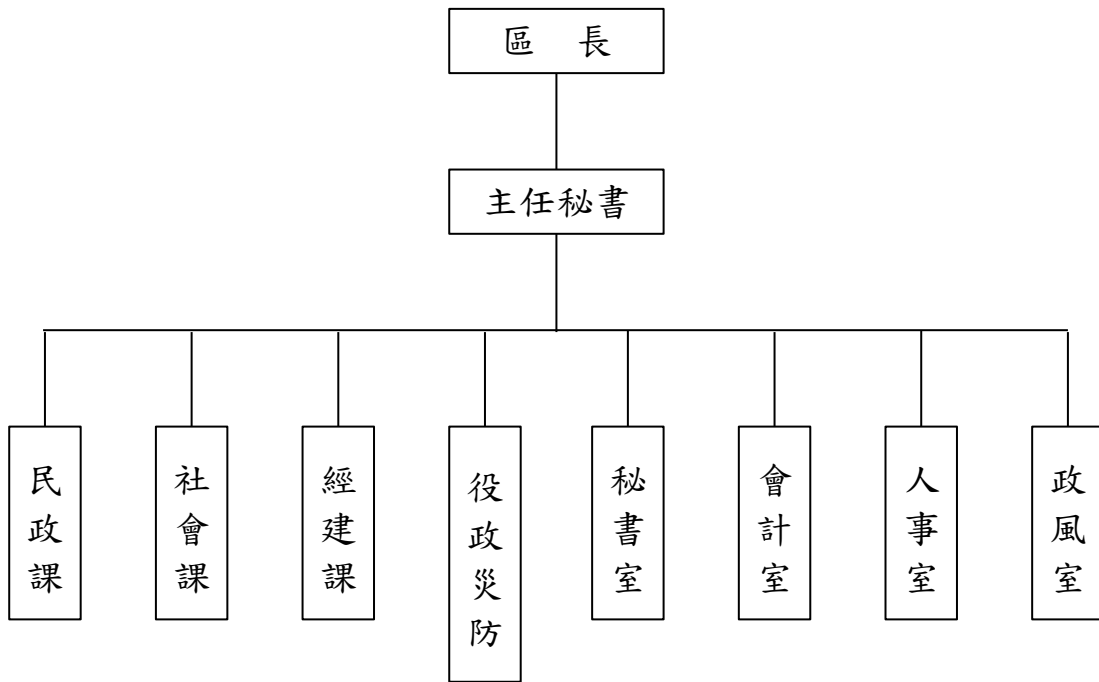 區 長
主任秘書
民政課
社會課
經建課
役政災防
秘書室
會計室
人事室
政風室